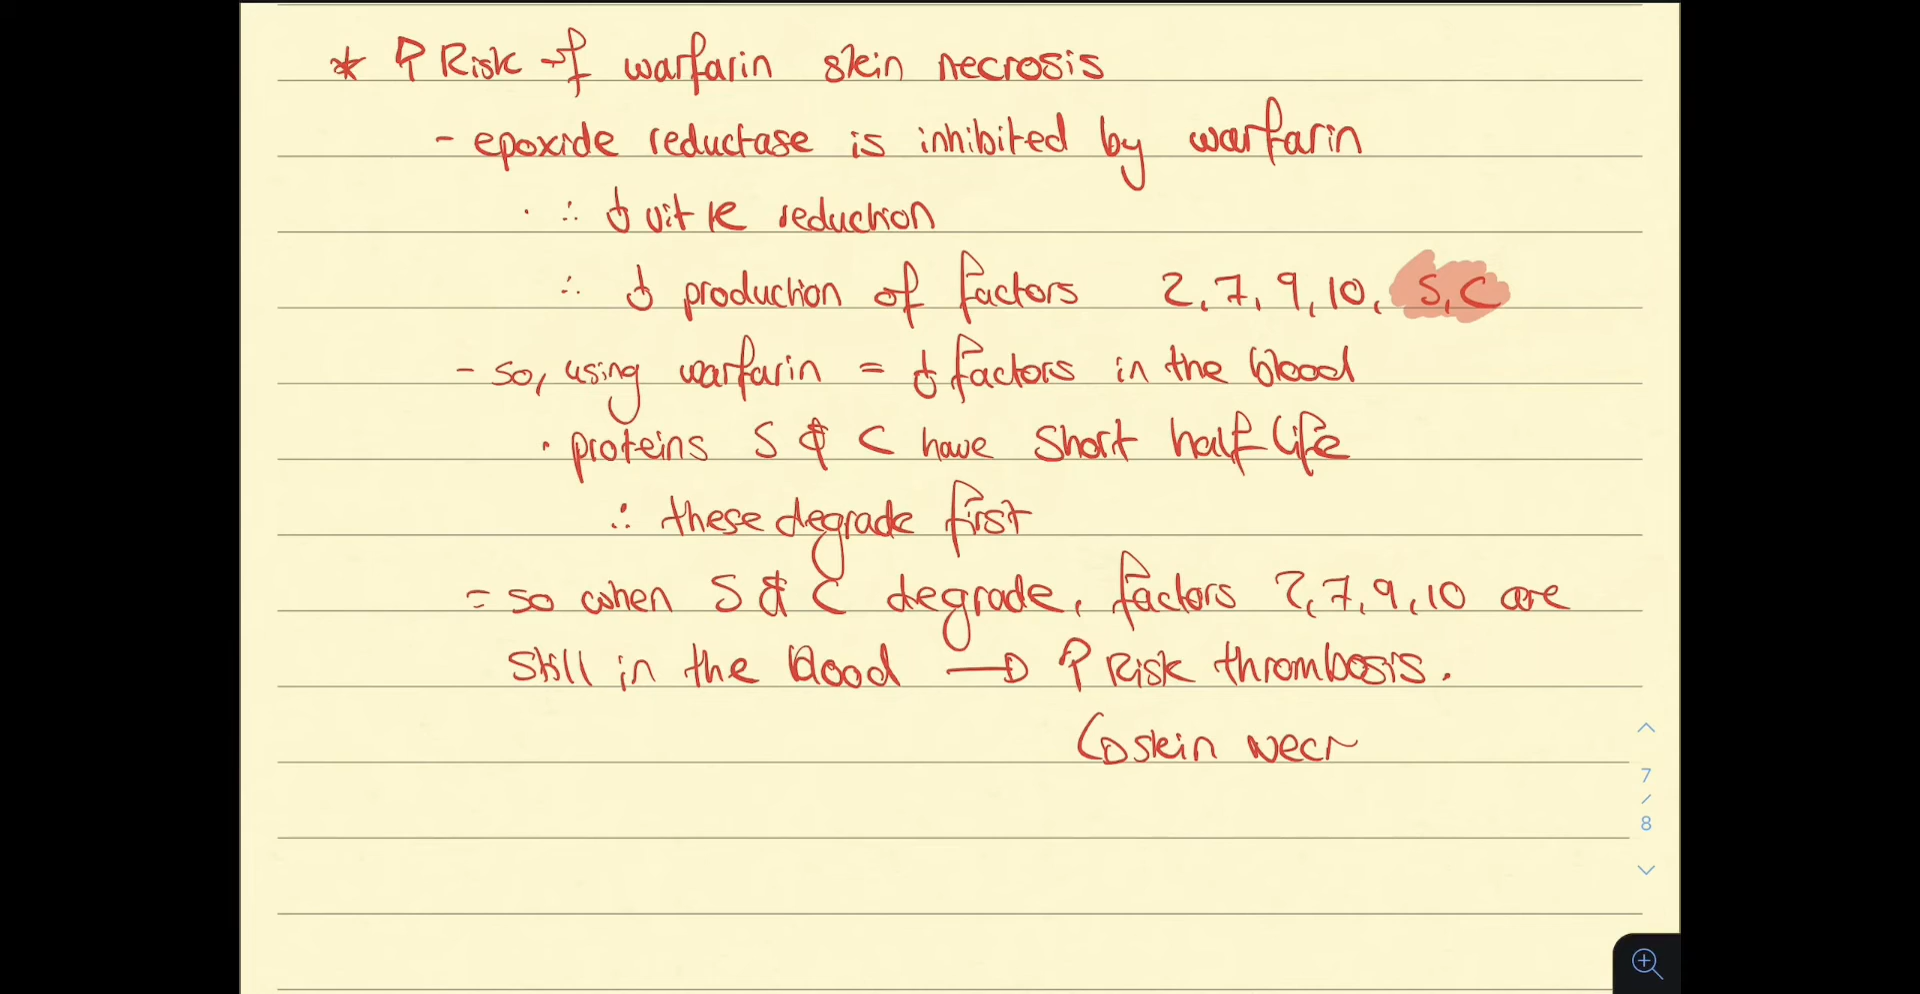 * ↑ Risk of warfarin skin necrosis
- epoxide reductase is inhibited by warfarin
· ∴ ↓ vit K reduction
∴ ↓ production of factors 2, 7, 9, 10, S, C
- so, using warfarin = ↓ factors in the blood
· proteins S & C have short half life
∴ these degrade first
= so when S & C degrade, factors 2, 7, 9, 10 are
still in the blood → ↑ Risk thrombosis.
↳ skin necr
7
/
8